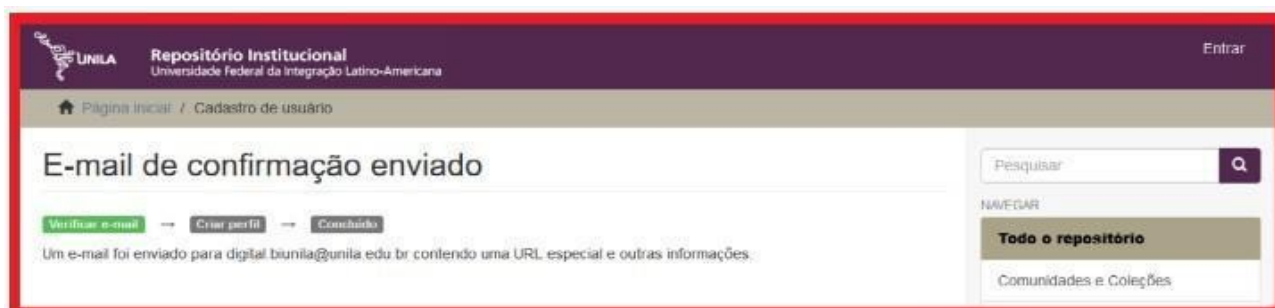 UNILA
Repositório Institucional
Universidade Federal da Integração Latino-Americana
Entrar
Página inicial / Cadastro de usuário
E-mail de confirmação enviado
Verificar e-mail → Criar perfil → Concluído
Um e-mail foi enviado para digital.biunila@unila.edu.br contendo uma URL especial e outras informações.
Pesquisar
NAVEGAR
Todo o repositório
Comunidades e Coleções